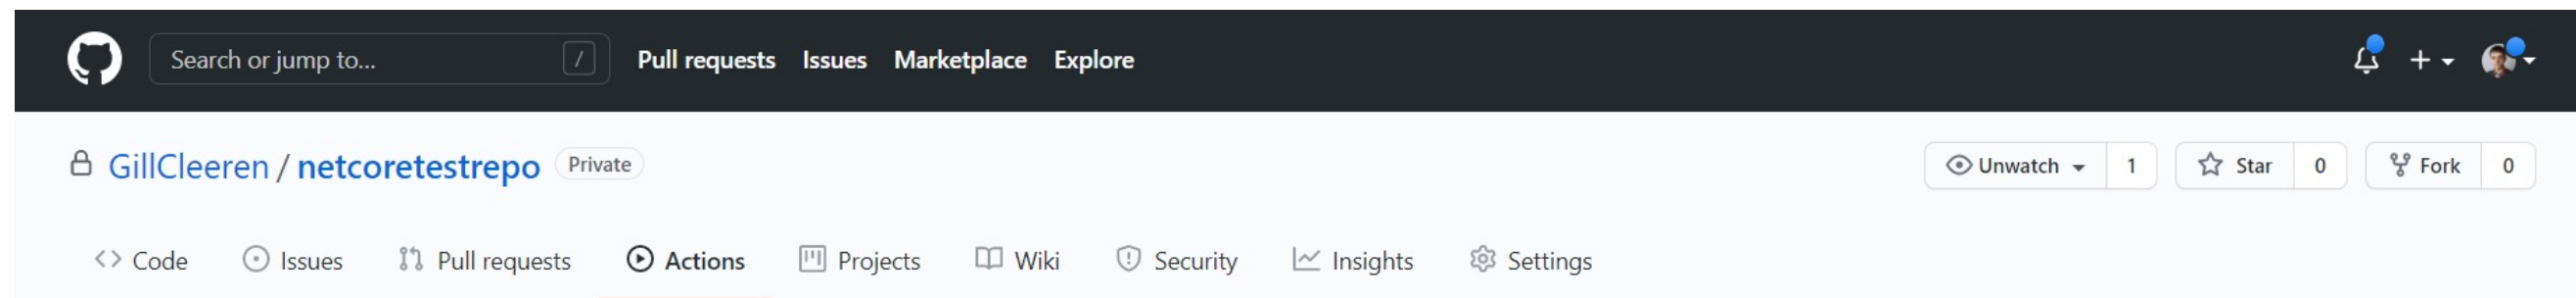 Search or jump to... / Pull requests Issues Marketplace Explore
GillCleeren / netcoretestrepo Private Unwatch 1 Star 0 Fork 0
Code Issues Pull requests Actions Projects Wiki Security Insights Settings